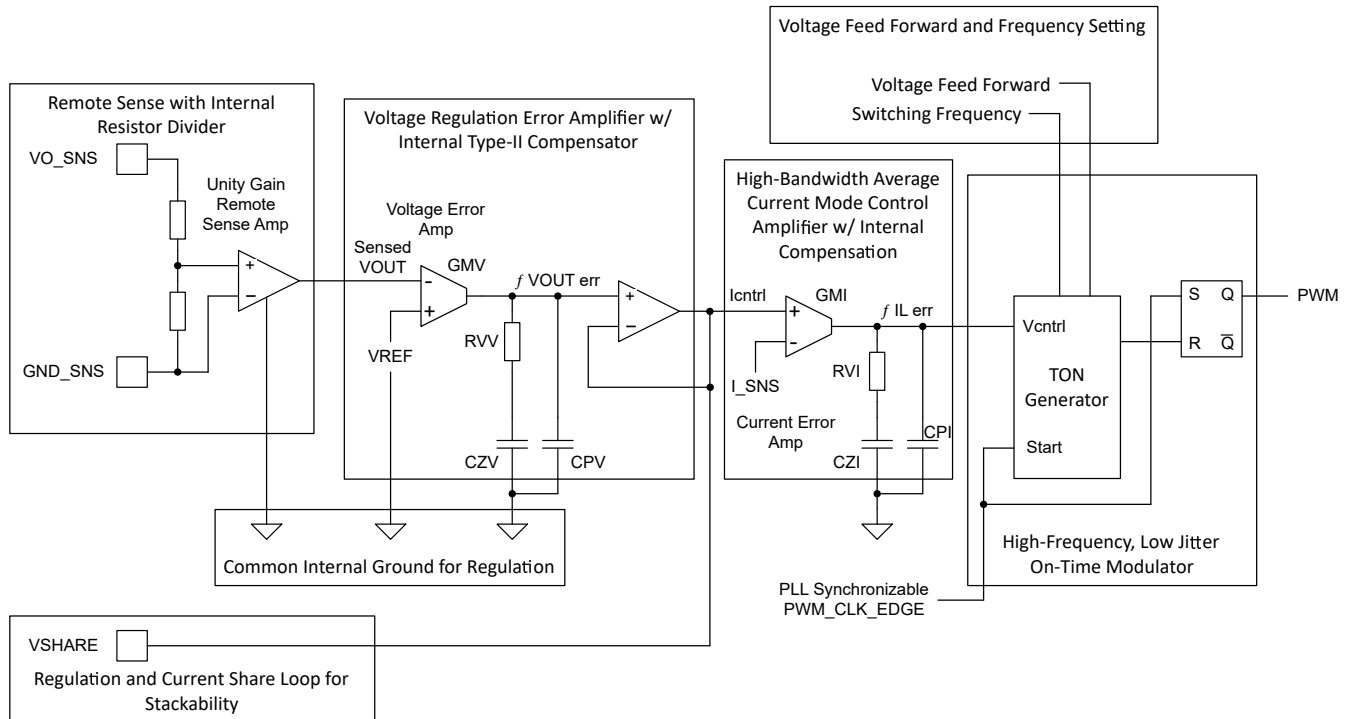 Voltage Feed Forward and Frequency Setting
Voltage Feed Forward
Switching Frequency
Remote Sense with Internal
Resistor Divider
VO_SNS
Unity Gain
Remote
Sense Amp
+
−
GND_SNS
Voltage Regulation Error Amplifier w/
Internal Type-II Compensator
Voltage Error
Amp
Sensed
VOUT
GMV
-
+
VREF
ƒ VOUT err
RVV
CZV
CPV
+
−
High-Bandwidth Average
Current Mode Control
Amplifier w/ Internal
Compensation
Icntrl
GMI
+
-
I_SNS
ƒ IL err
RVI
Current Error
Amp
CZI
CPI
Vcntrl
TON
Generator
Start
S Q
R Q̅
PWM
High-Frequency, Low Jitter
On-Time Modulator
PLL Synchronizable
PWM_CLK_EDGE
Common Internal Ground for Regulation
VSHARE
Regulation and Current Share Loop for
Stackability